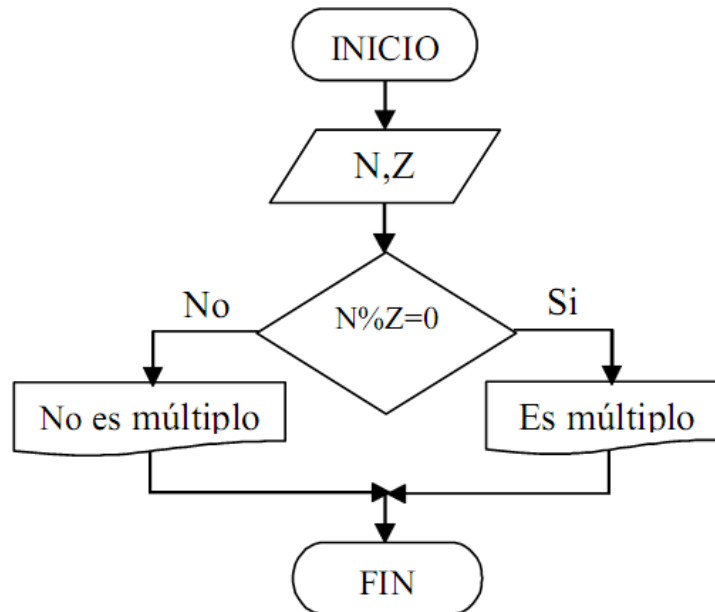 INICIO
N,Z
N%Z=0
No
Si
No es múltiplo
Es múltiplo
FIN